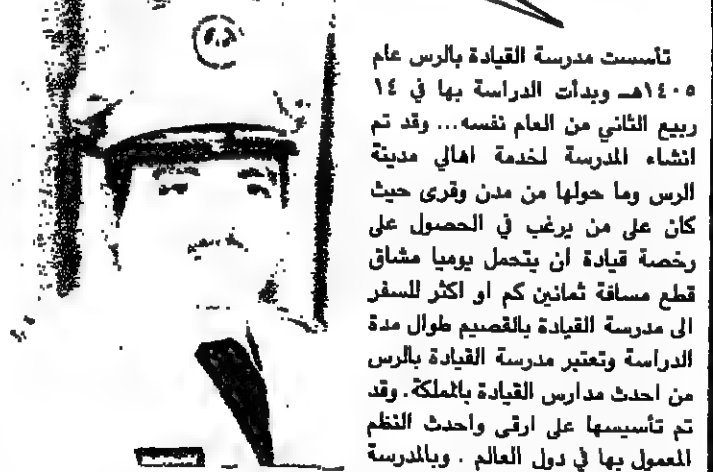 تأسست مدرسة القيادة بالرس عام
١٤٠٥هـ وبدأت الدراسة بها في ١٤
ربيع الثاني من العام نفسه... وقد تم
انشاء المدرسة لخدمة اهالي مدينة
الرس وما حولها من مدن وقرى حيث
كان على من يرغب في الحصول على
رخصة قيادة ان يتحمل يوميا مشاق
قطع مسافة ثمانين كم او اكثر للسفر
الى مدرسة القيادة بالقصيم طوال مدة
الدراسة وتعتبر مدرسة القيادة بالرس
من احدث مدارس القيادة بالمملكة. وقد
تم تأسيسها على ارقى واحدث النظم
المعمول بها في دول العالم . وبالمدرسة